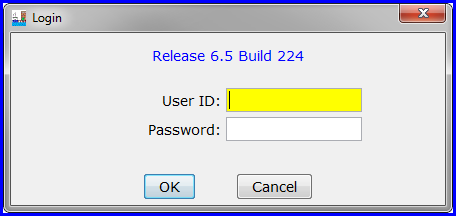 Login
Release 6.5 Build 224
User ID:
Password:
OK Cancel